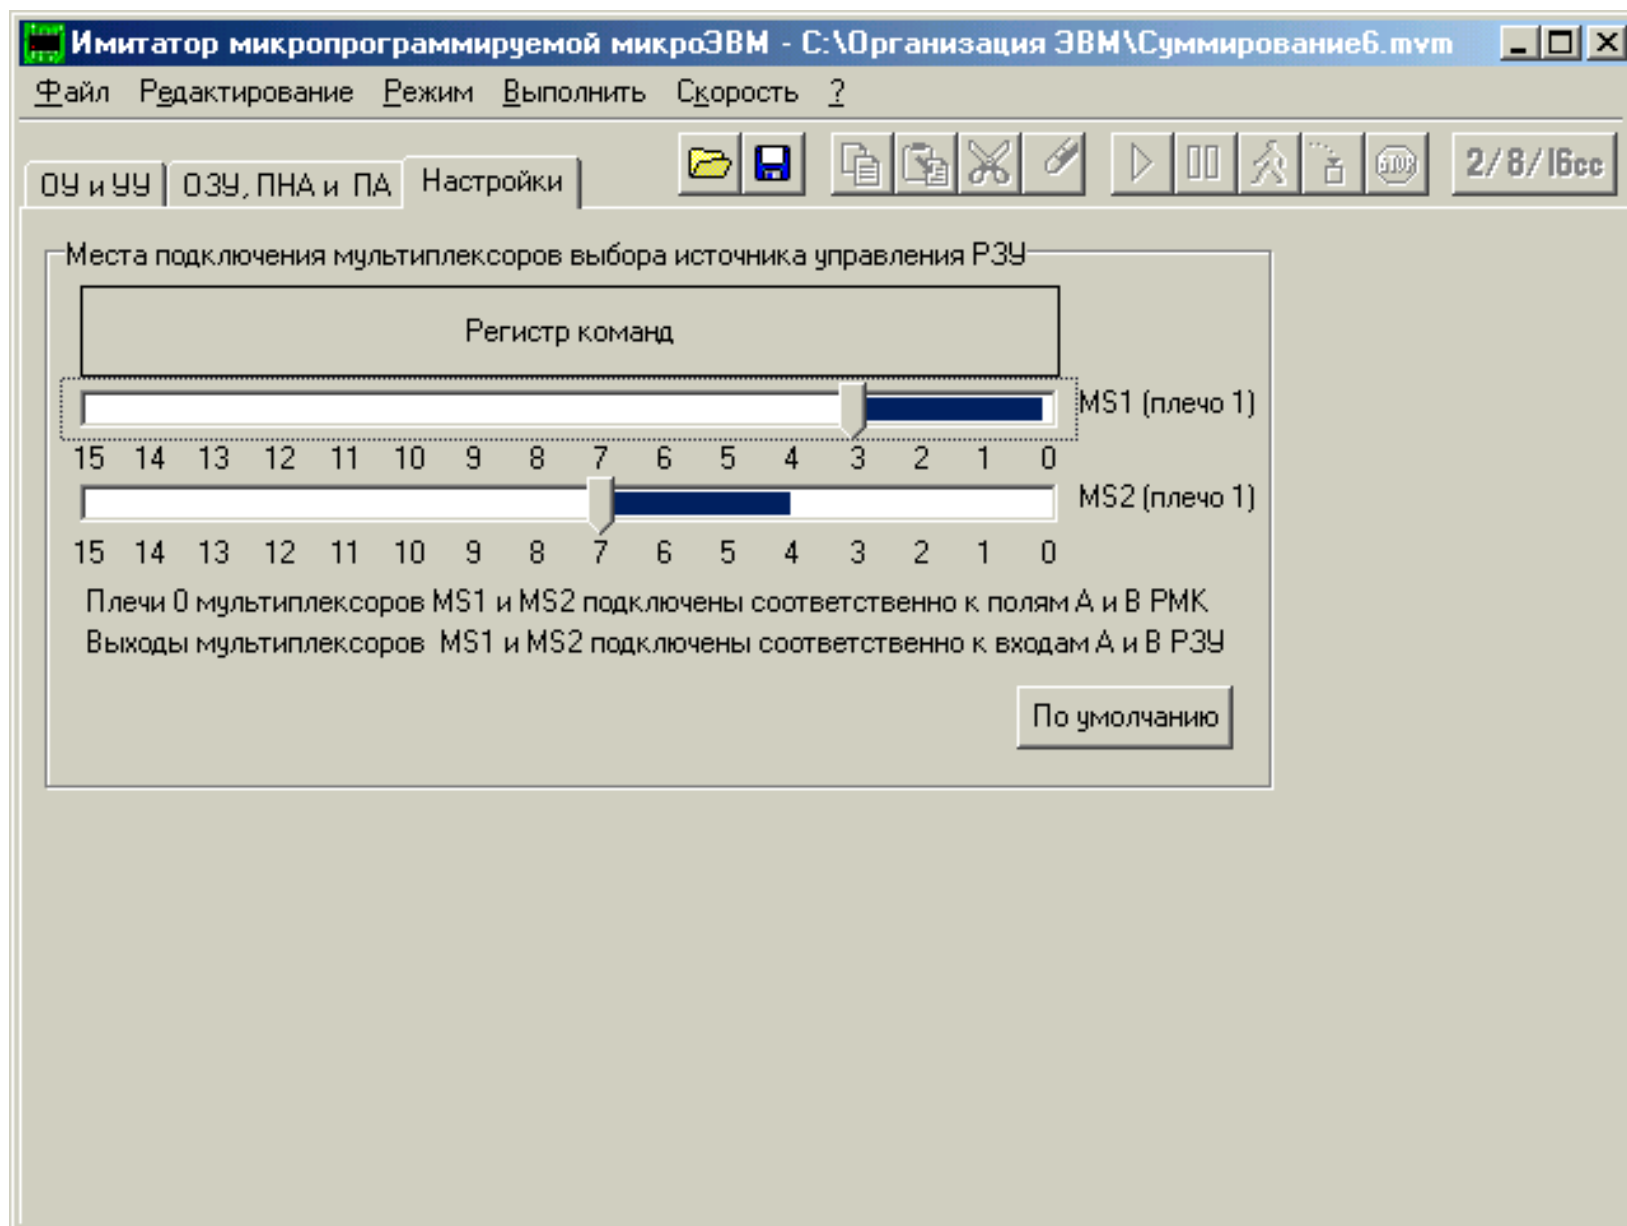 Имитатор микропрограммируемой микроЭВМ - C:\Организация ЭВМ\Суммирование6.mvm
Файл Редактирование Режим Выполнить Скорость ?
ОУ и УУ ОЗУ, ПНА и ПА Настройки STOP 2/8/16cc
Места подключения мультиплексоров выбора источника управления РЗУ
Регистр команд
MS1 (плечо 1)
15 14 13 12 11 10 9 8 7 6 5 4 3 2 1 0
MS2 (плечо 1)
15 14 13 12 11 10 9 8 7 6 5 4 3 2 1 0
Плечи 0 мультиплексоров MS1 и MS2 подключены соответственно к полям А и В РМК
Выходы мультиплексоров MS1 и MS2 подключены соответственно к входам А и В РЗУ
По умолчанию